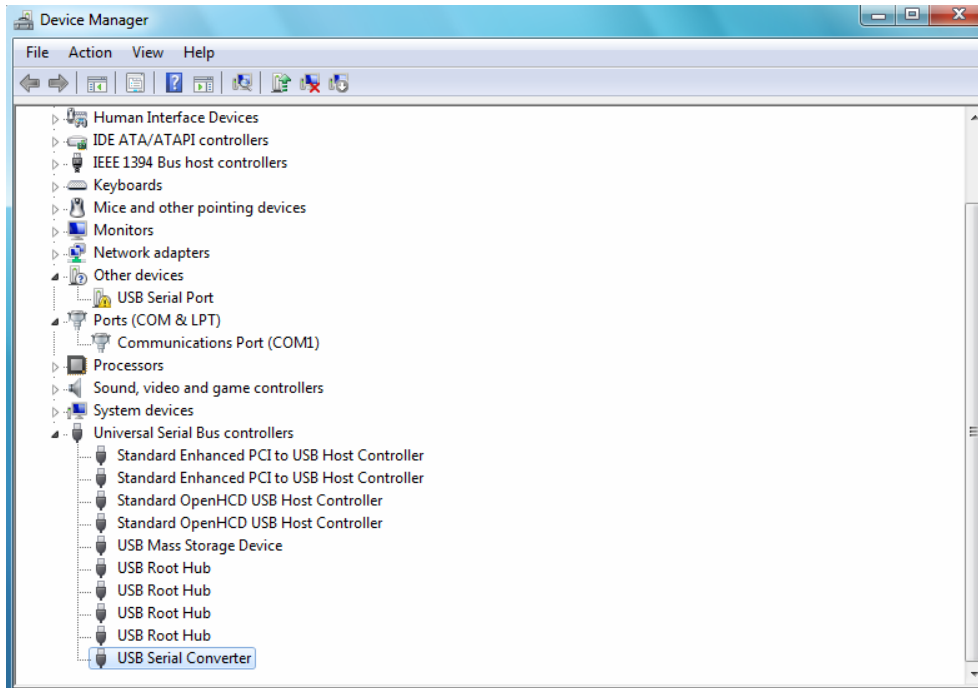 Device Manager
File Action View Help
Human Interface Devices
IDE ATA/ATAPI controllers
IEEE 1394 Bus host controllers
Keyboards
Mice and other pointing devices
Monitors
Network adapters
Other devices
USB Serial Port
Ports (COM & LPT)
Communications Port (COM1)
Processors
Sound, video and game controllers
System devices
Universal Serial Bus controllers
Standard Enhanced PCI to USB Host Controller
Standard Enhanced PCI to USB Host Controller
Standard OpenHCD USB Host Controller
Standard OpenHCD USB Host Controller
USB Mass Storage Device
USB Root Hub
USB Root Hub
USB Root Hub
USB Root Hub
USB Serial Converter